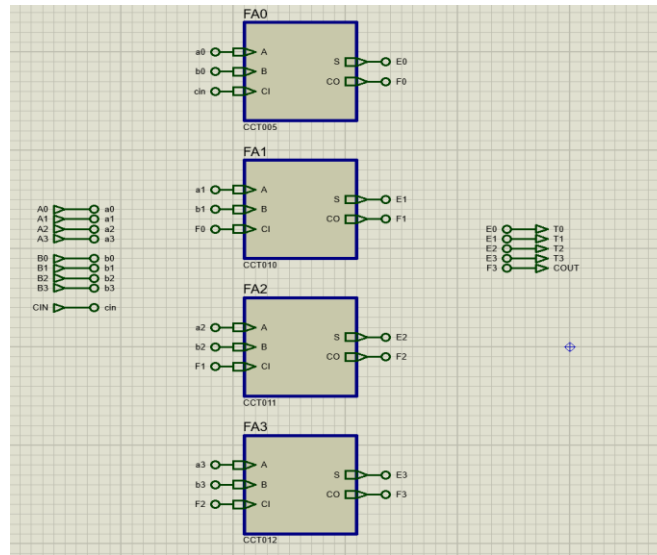 FA0
a0 A S E0
b0 B CO F0
cin CI
CCT005
FA1
a1 A S E1
b1 B CO F1
F0 CI
CCT010
A0 a0
A1 a1
A2 a2
A3 a3
B0 b0
B1 b1
B2 b2
B3 b3
CIN cin
E0 T0
E1 T1
E2 T2
E3 T3
F3 COUT
FA2
a2 A S E2
b2 B CO F2
F1 CI
CCT011
FA3
a3 A S E3
b3 B CO F3
F2 CI
CCT012